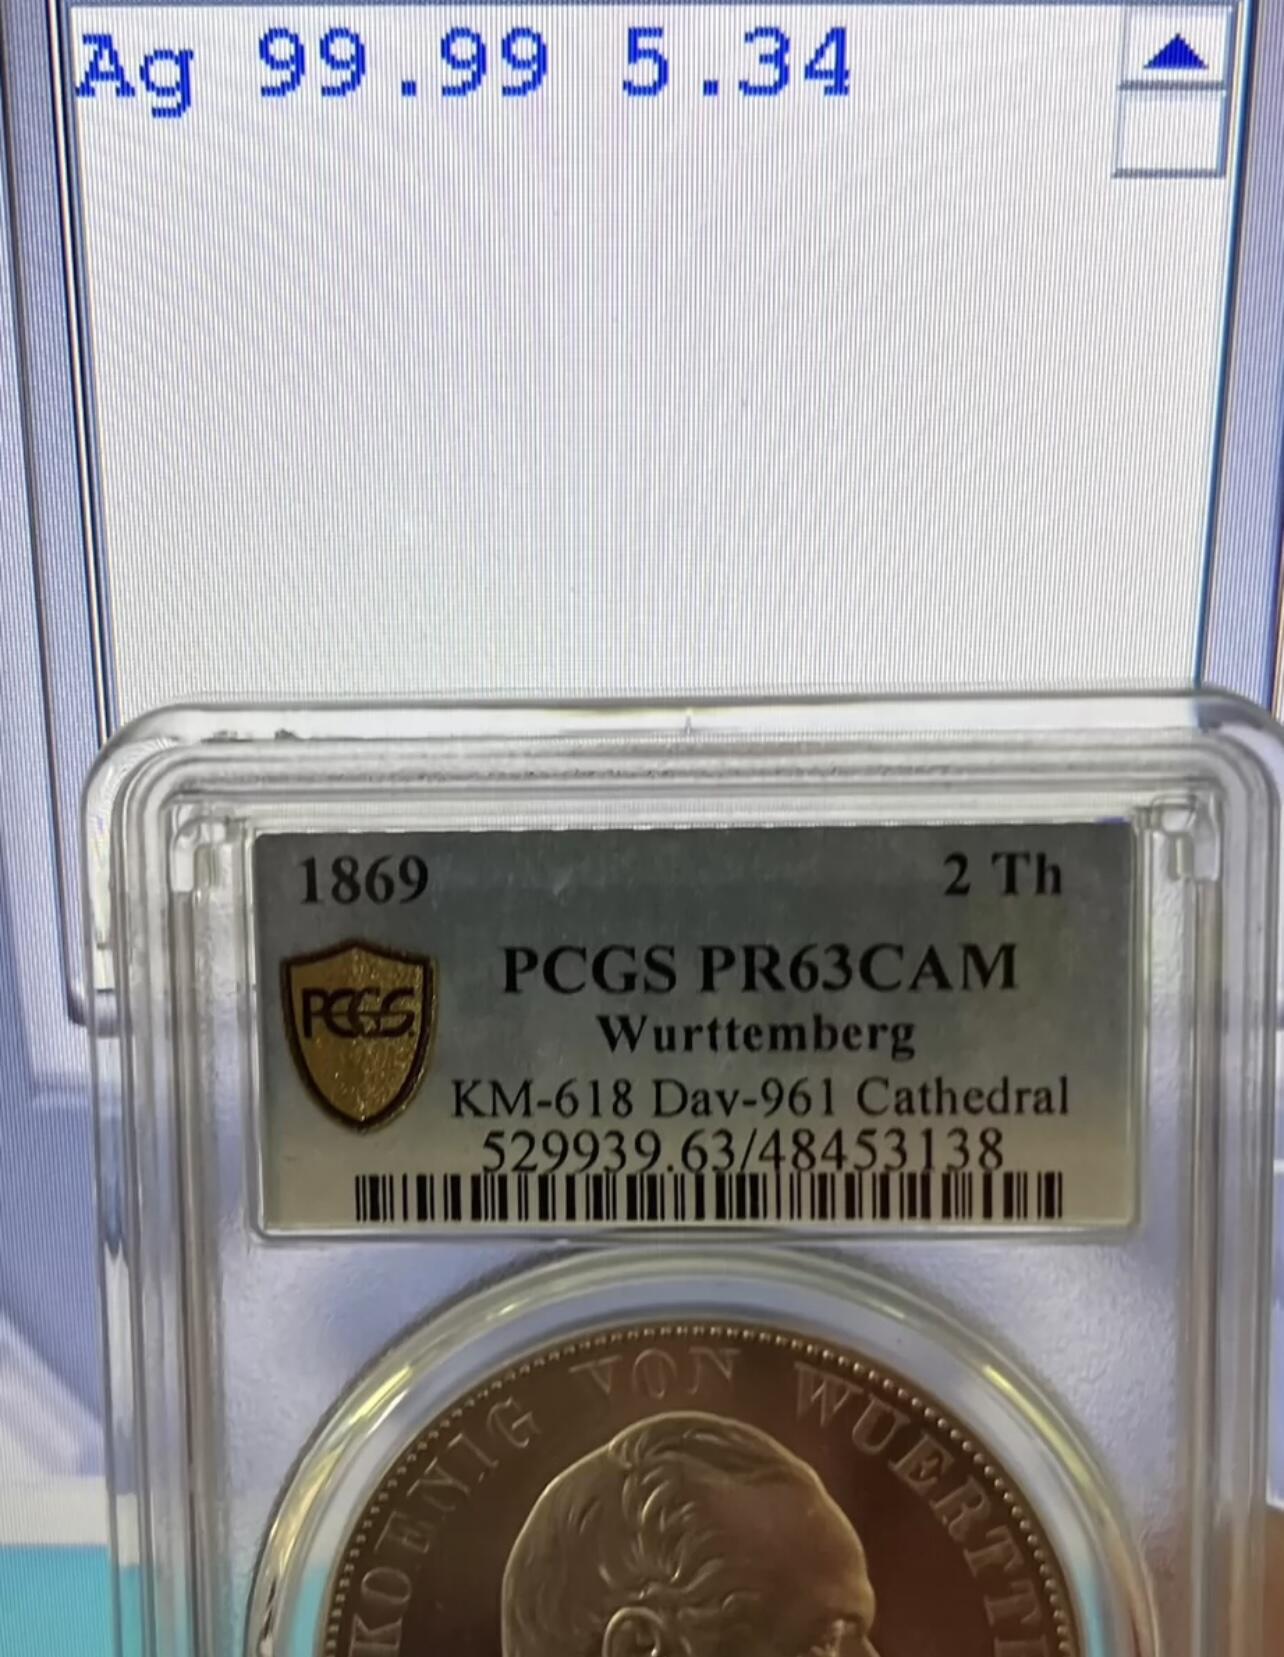 Ag 99.99 5.34
1869 2 Th
PCGS PR63CAM
PCGS
Wurttemberg
KM-618 Dav-961 Cathedral
529939.63/48453138
KOENIG VON WUERTT